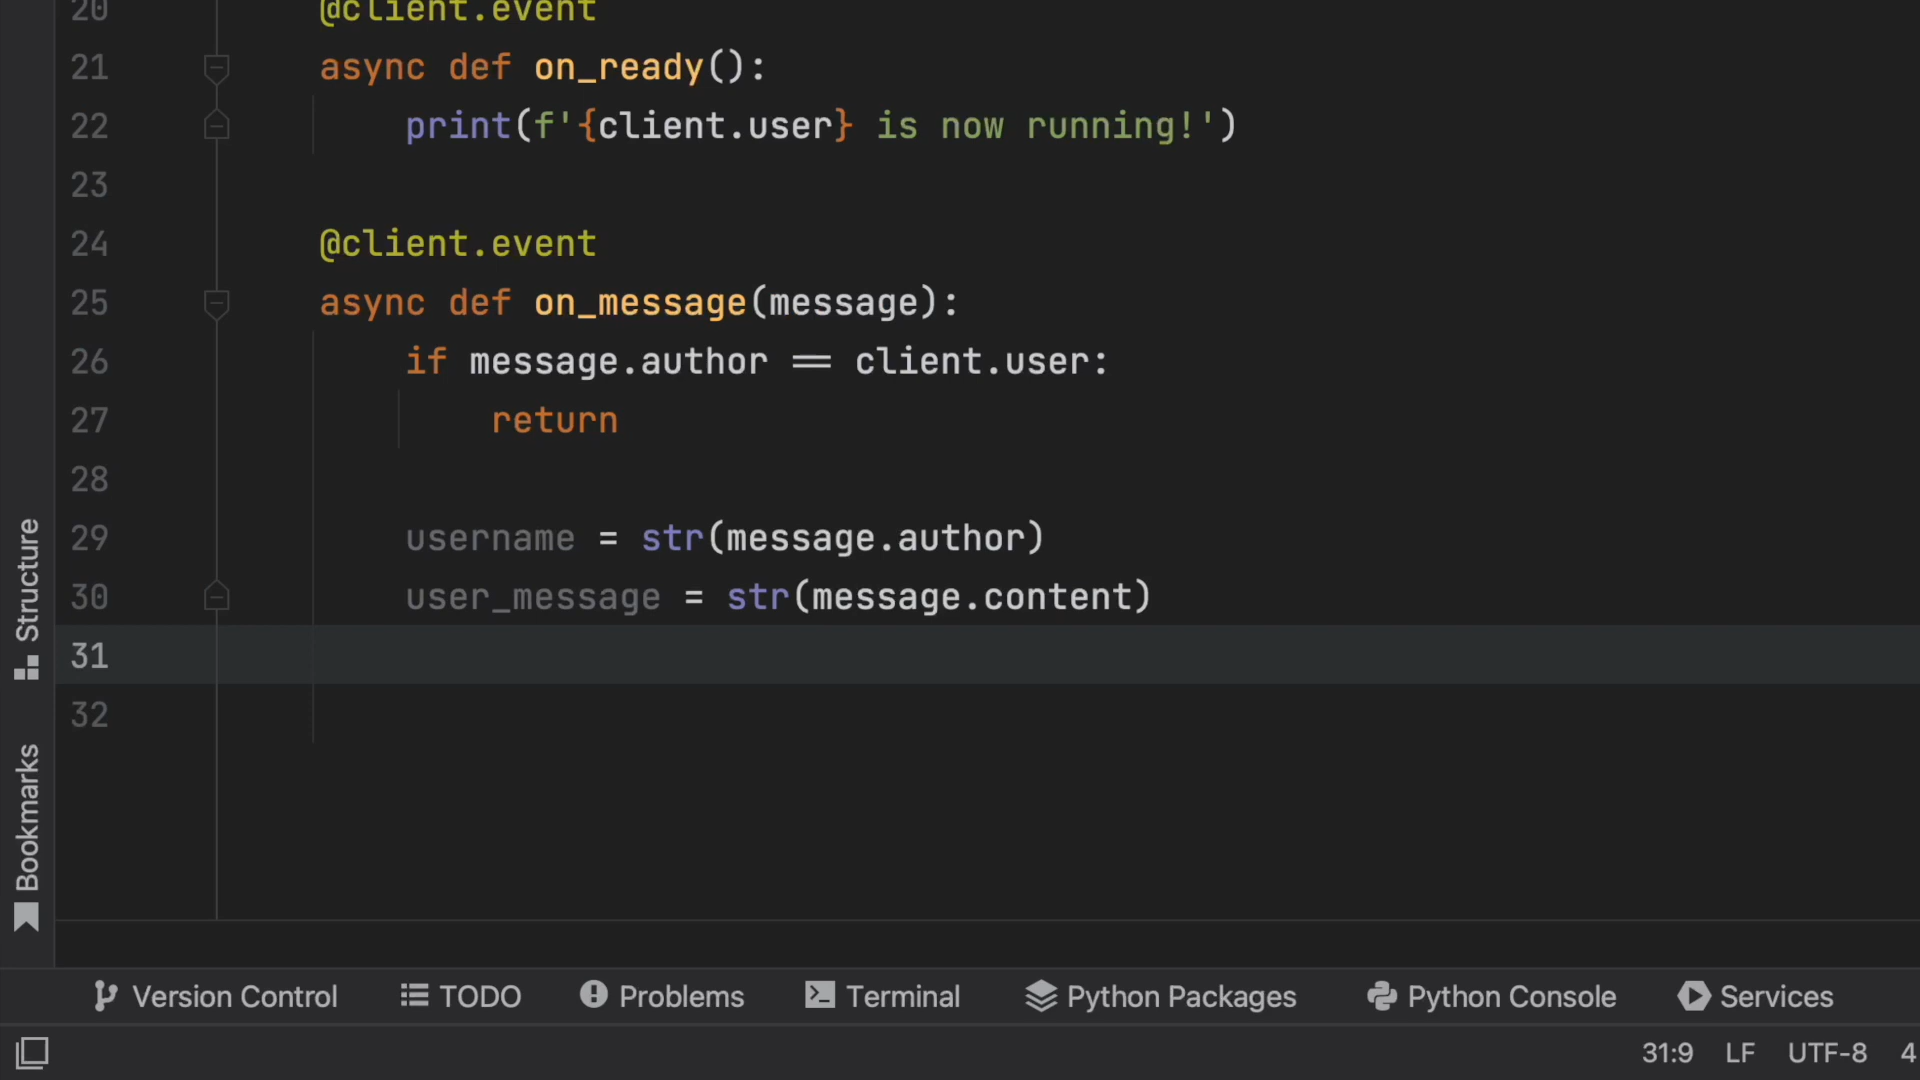 20 @client.event
21 async def on_ready():
22 print(f'{client.user} is now running!')
23
24 @client.event
25 async def on_message(message):
26 if message.author == client.user:
27 return
28
29 username = str(message.author)
30 user_message = str(message.content)
31
32
Structure
Bookmarks
Version Control TODO Problems Terminal Python Packages Python Console Services
31:9 LF UTF-8 4